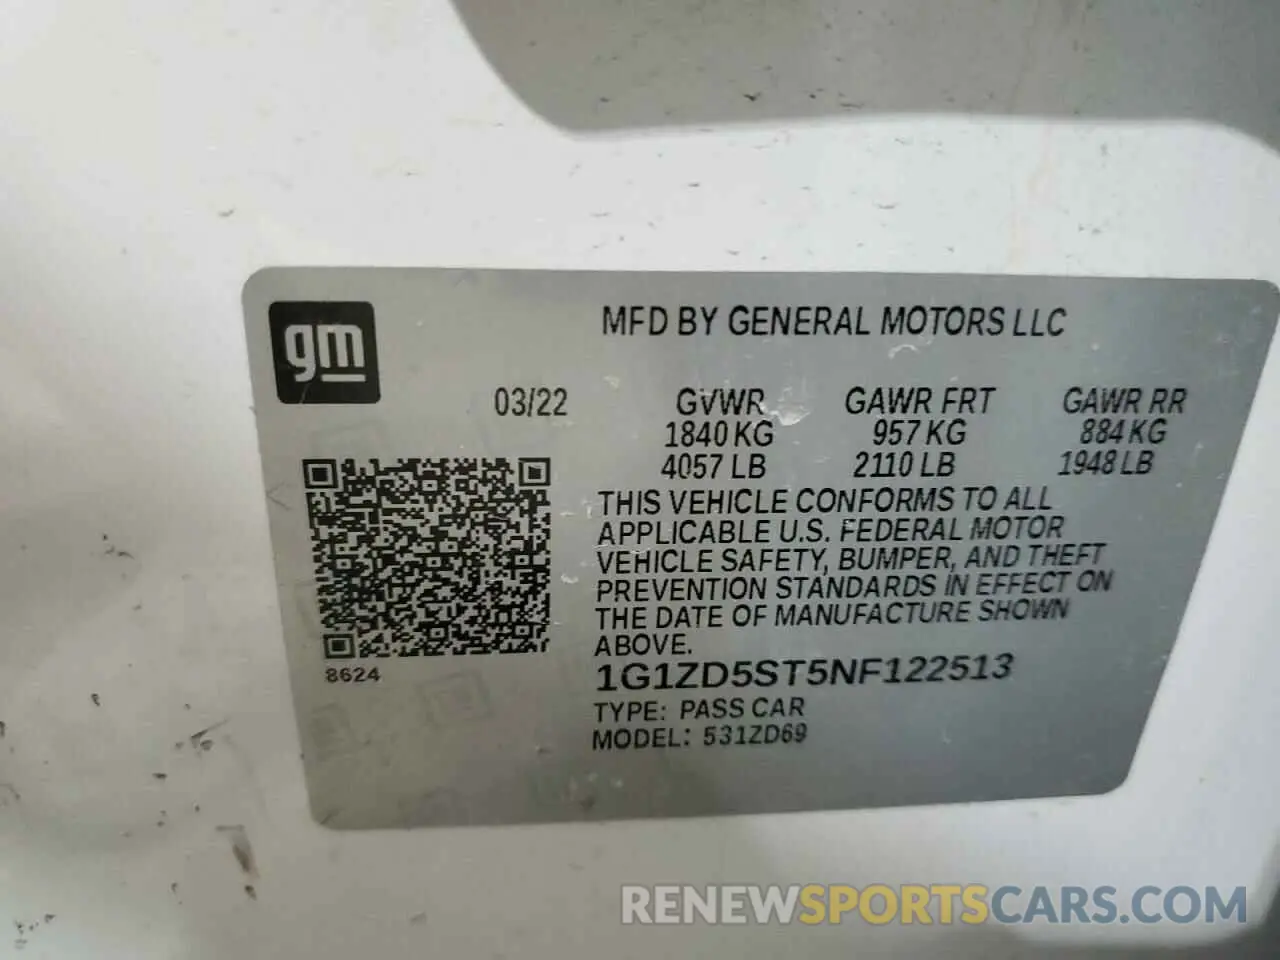 gm
MFD BY GENERAL MOTORS LLC
03/22 GVWR GAWR FRT GAWR RR
1840 KG 957 KG 884 KG
4057 LB 2110 LB 1948 LB
THIS VEHICLE CONFORMS TO ALL
APPLICABLE U.S. FEDERAL MOTOR
VEHICLE SAFETY, BUMPER, AND THEFT
PREVENTION STANDARDS IN EFFECT ON
THE DATE OF MANUFACTURE SHOWN
ABOVE.
8624
1G1ZD5ST5NF122513
TYPE: PASS CAR
MODEL: 531ZD69
RENEWSPORTSCARS.COM